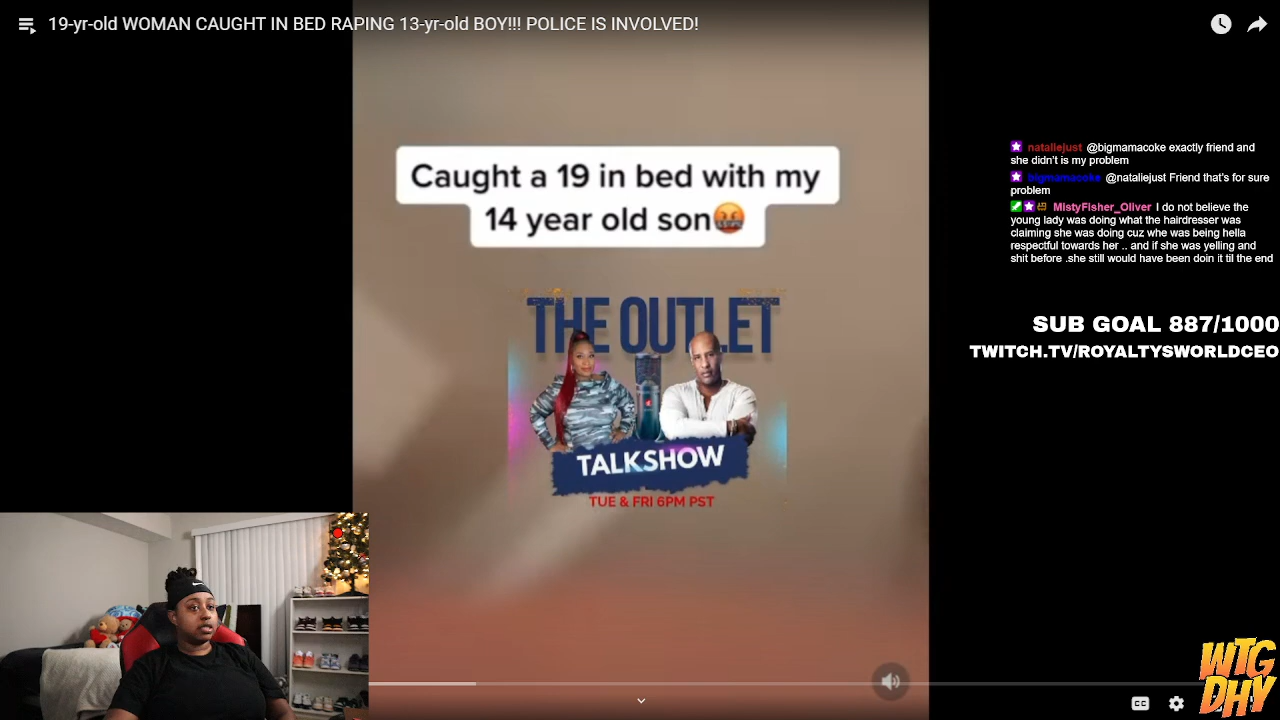 19-yr-old WOMAN CAUGHT IN BED RAPING 13-yr-old BOY!!! POLICE IS INVOLVED!
Caught a 19 in bed with my
14 year old son🤬
THE OUTLET
TALKSHOW
TUE & FRI 6PM PST
nataliejust @bigmamacoke exactly friend and
she didn't is my problem
bigmamacoke @nataliejust Friend that's for sure
problem
MistyFisher_Oliver I do not believe the
young lady was doing what the hairdresser was
claiming she was doing cuz whe was being hella
respectful towards her .. and if she was yelling and
shit before .she still would have been doin it til the end
SUB GOAL 887/1000
TWITCH.TV/ROYALTYSWORLDCEO
WTG
DHY
CC